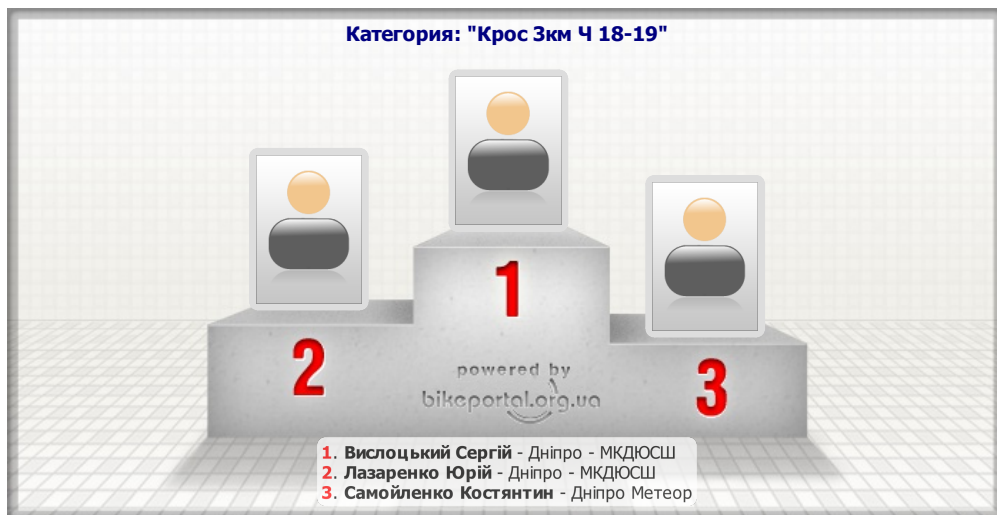 Категория: "Крос 3км Ч 18-19"
1
2
3
powered by
bikeportal.org.ua
1. Вислоцький Сергій - Дніпро - МКДЮСШ
2. Лазаренко Юрій - Дніпро - МКДЮСШ
3. Самойленко Костянтин - Дніпро Метеор